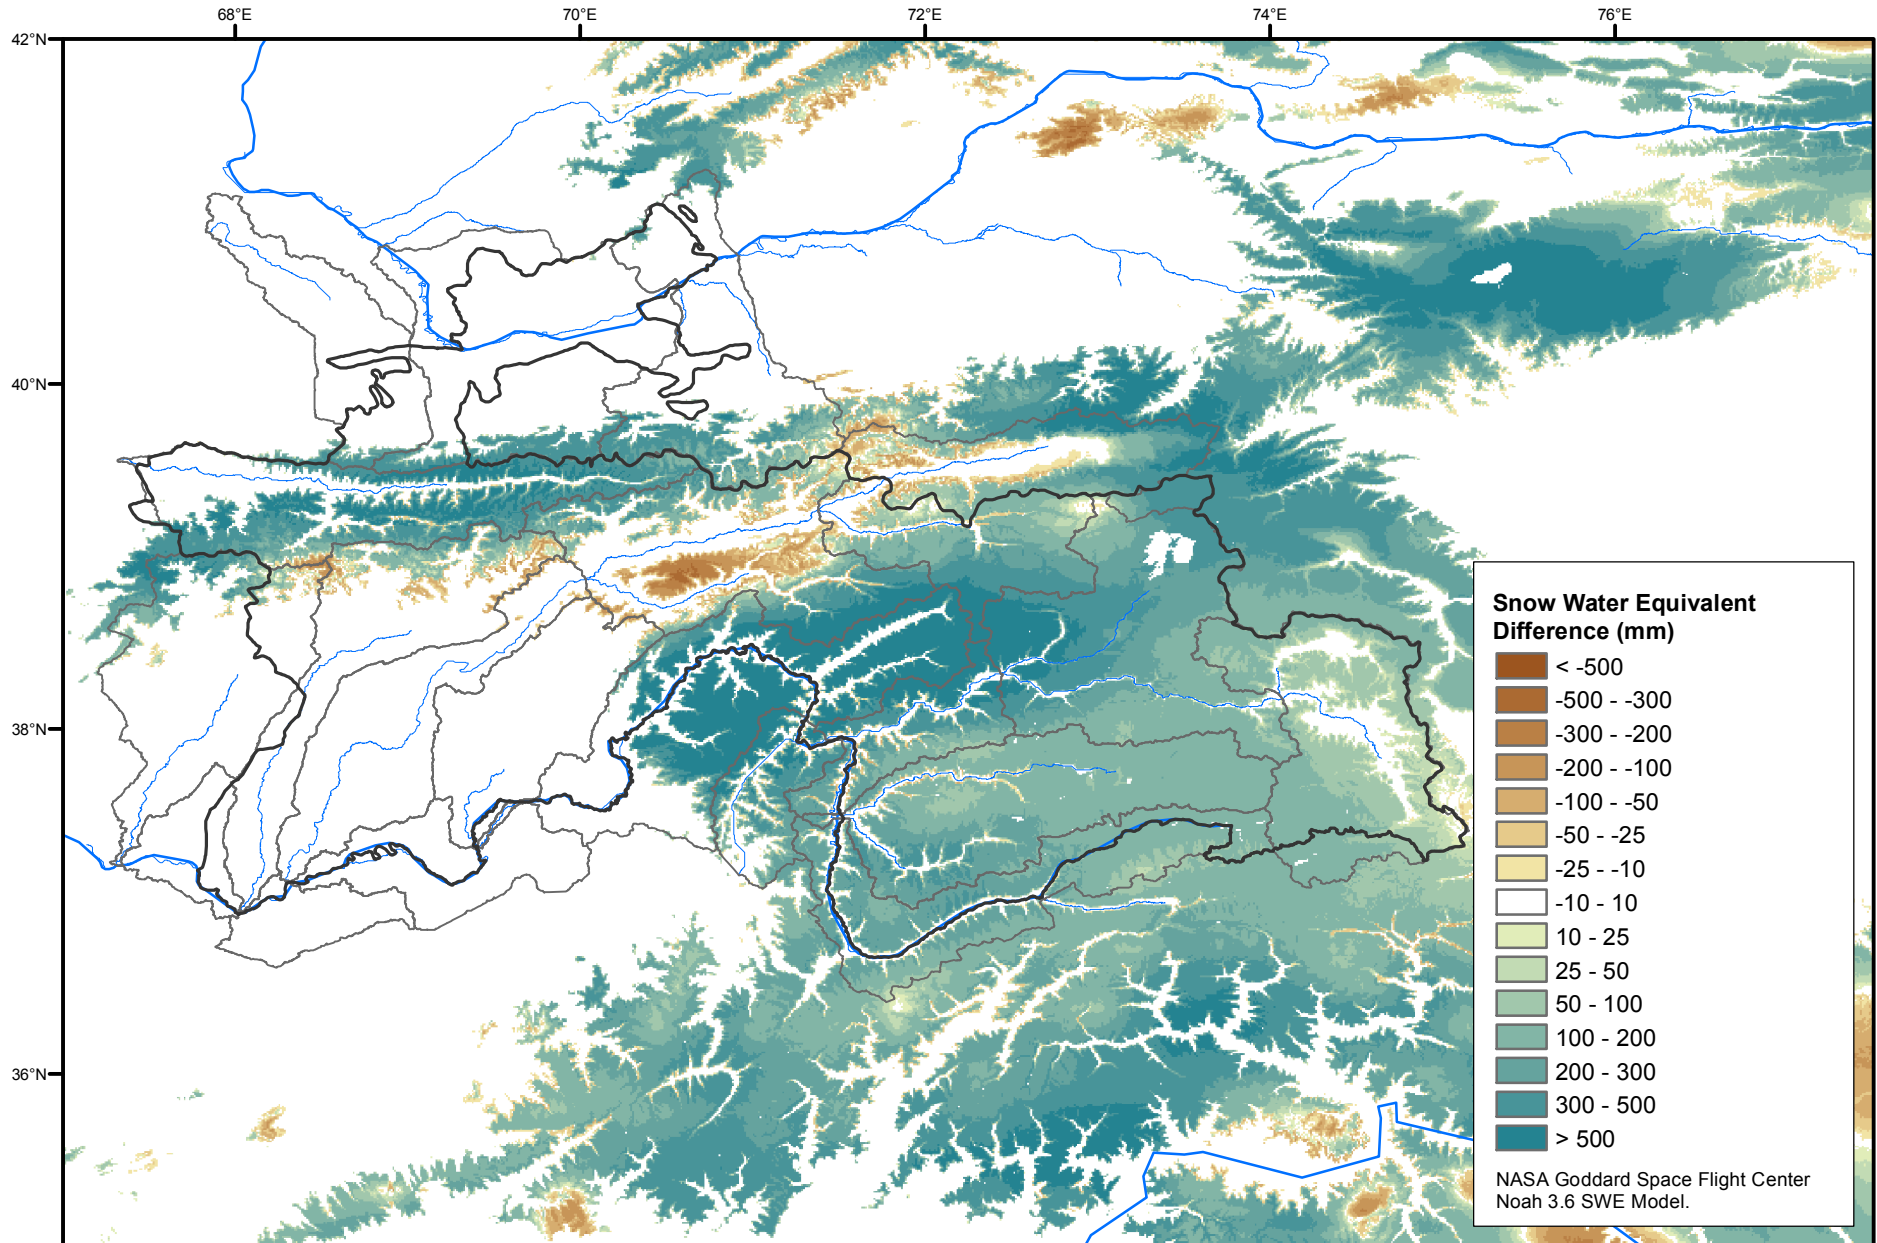 68°E
70°E
72°E
74°E
76°E
42°N
40°N
38°N
36°N
Snow Water Equivalent
Difference (mm)
< -500
-500 - -300
-300 - -200
-200 - -100
-100 - -50
-50 - -25
-25 - -10
-10 - 10
10 - 25
25 - 50
50 - 100
100 - 200
200 - 300
300 - 500
> 500
NASA Goddard Space Flight Center
Noah 3.6 SWE Model.